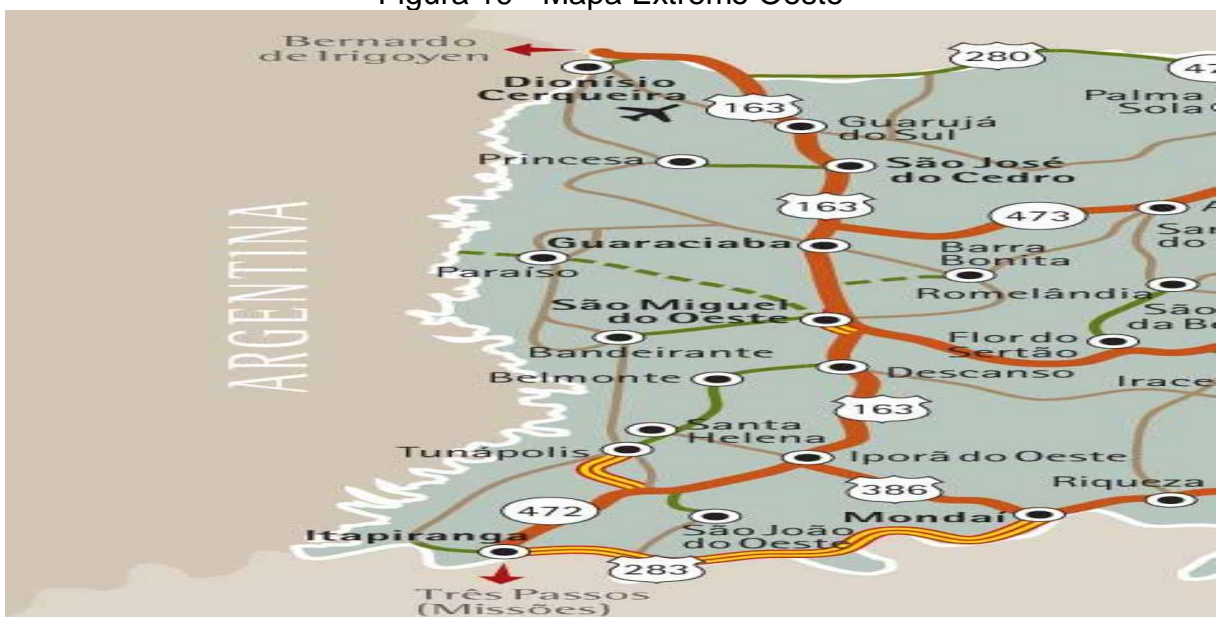 Figura 10 - Mapa Extremo Oeste
Bernardo
de Irigoyen
280
Dionísio
Cerqueira
163
Palma
Sola
Guarujá
do Sul
Princesa
São José
do Cedro
163
473
ARGENTINA
Guaraciaba
Barra
Bonita
Paraíso
Romelândia
São Miguel
do Oeste
São
Flor do
Sertão
Bandeirante
Descanso
Belmonte
163
Santa
Helena
Tunápolis
Iporã do Oeste
386
Riqueza
472
Mondaí
São João
do Oeste
Itapiranga
283
Três Passos
(Missões)